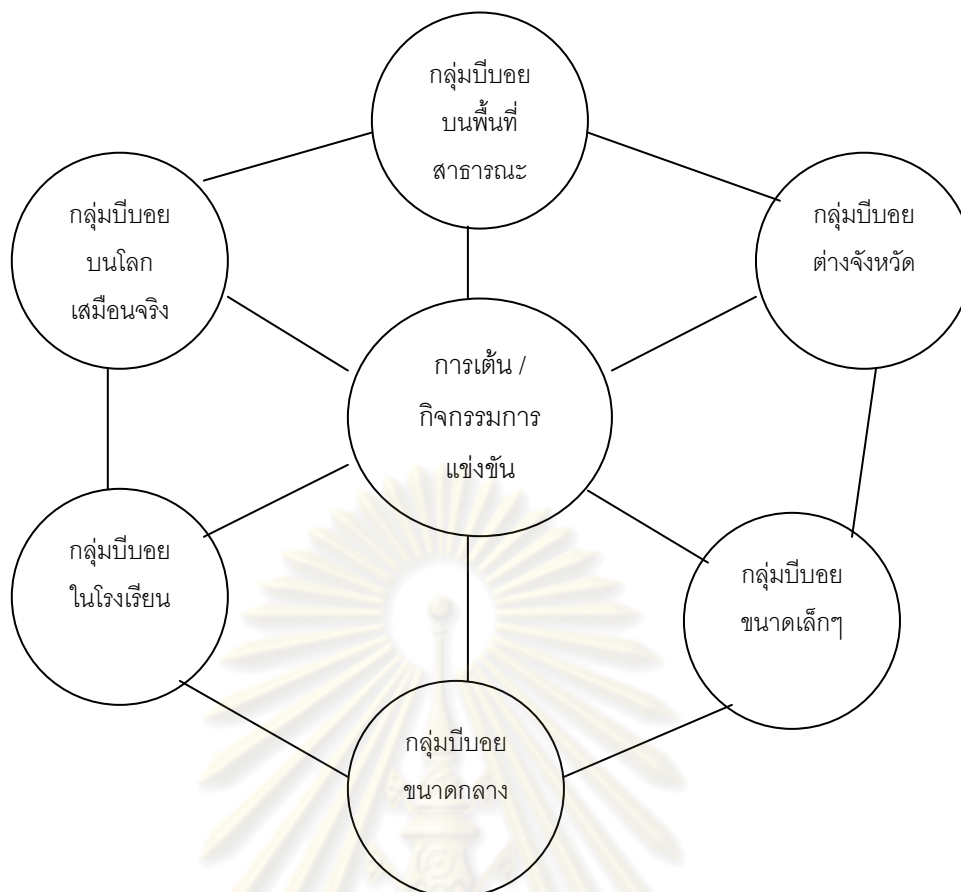 กลุ่มบีบอย
บนพื้นที่
สาธารณะ
กลุ่มบีบอย
บนโลก
เสมือนจริง
กลุ่มบีบอย
ต่างจังหวัด
การเต้น /
กิจกรรมการ
แข่งขัน
กลุ่มบีบอย
ในโรงเรียน
กลุ่มบีบอย
ขนาดเล็กๆ
กลุ่มบีบอย
ขนาดกลาง